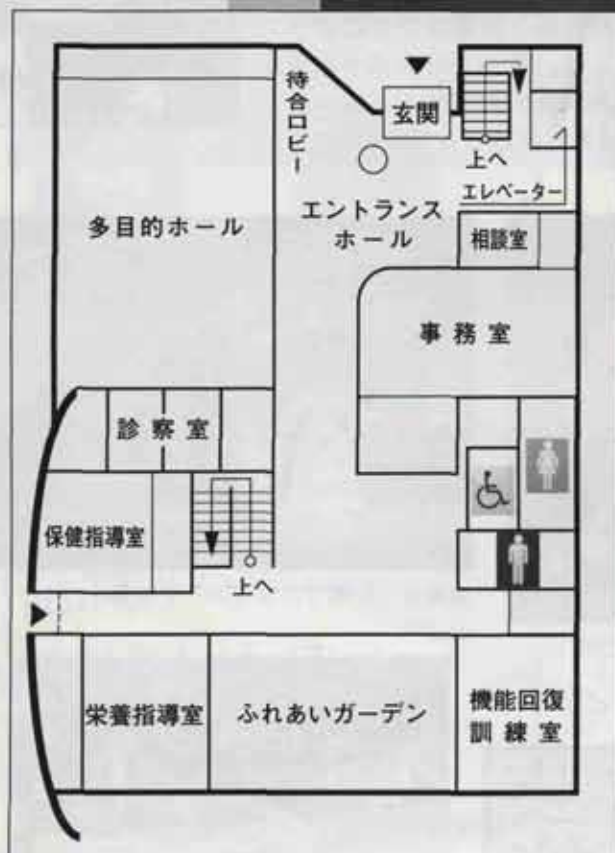 待合ロビー
玄関
上へ
エレベーター
多目的ホール
エントランス
ホール
相談室
事務室
診察室
保健指導室
上へ
栄養指導室
ふれあいガーデン
機能回復
訓練室